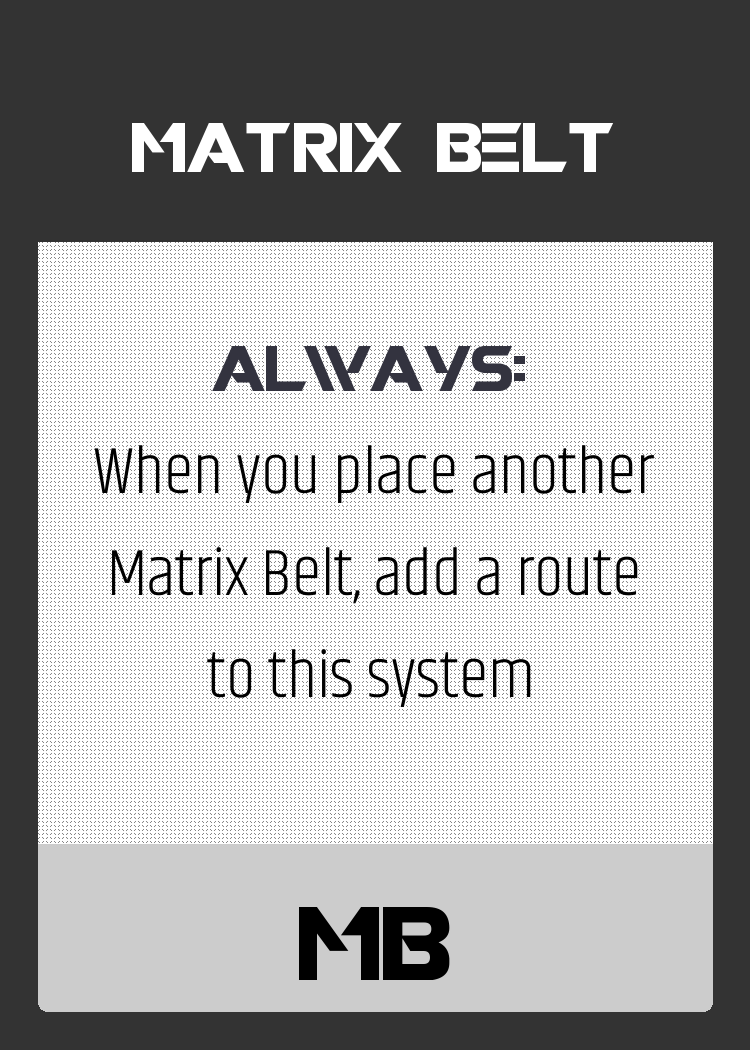 MATRIX BELT
ALWAYS:
When you place another
Matrix Belt, add a route
to this system
MB